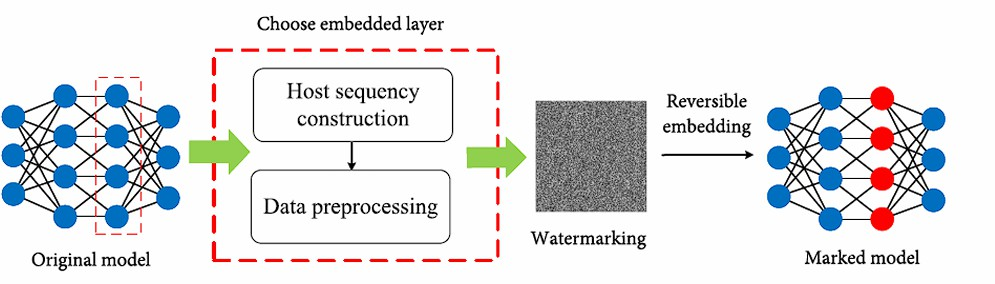 Choose embedded layer
Host sequency
construction
Data preprocessing
Original model
Watermarking
Reversible
embedding
Marked model